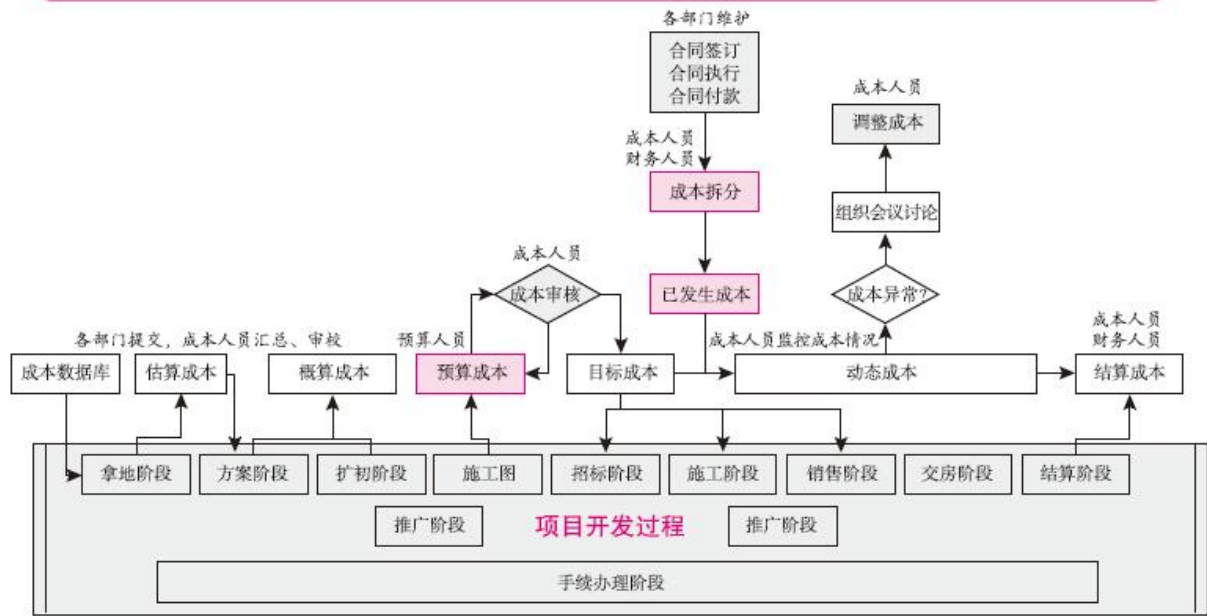 各部门维护
合同签订
合同执行
合同付款
成本人员
调整成本
成本人员
财务人员
成本拆分
组织会议讨论
成本人员
成本审核
已发生成本
成本异常?
各部门提交，成本人员汇总、审校
预算人员
成本人员监控成本情况
成本人员
财务人员
成本数据库
估算成本
概算成本
预算成本
目标成本
动态成本
结算成本
拿地阶段
方案阶段
扩初阶段
施工图
招标阶段
施工阶段
销售阶段
交房阶段
结算阶段
推广阶段
项目开发过程
推广阶段
手续办理阶段